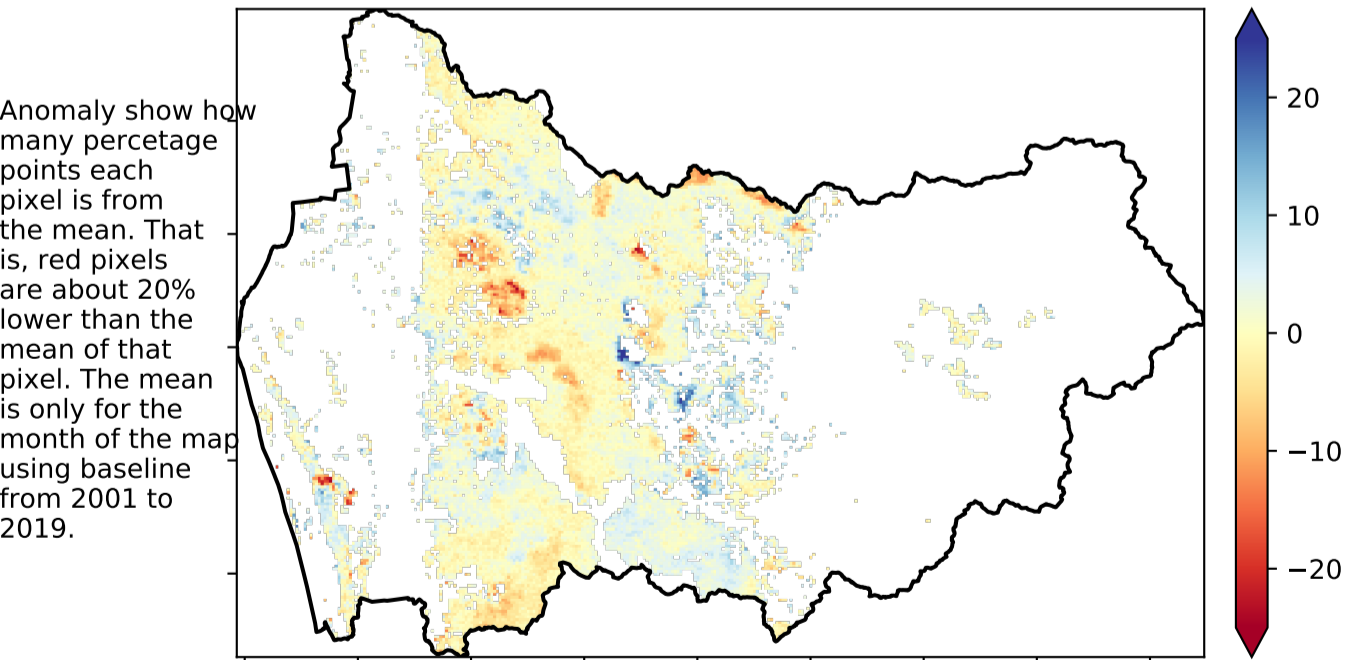 Anomaly show how
many percetage
points each
pixel is from
the mean. That
is, red pixels
are about 20%
lower than the
mean of that
pixel. The mean
is only for the
month of the map
using baseline
from 2001 to
2019.
20
10
0
−10
−20